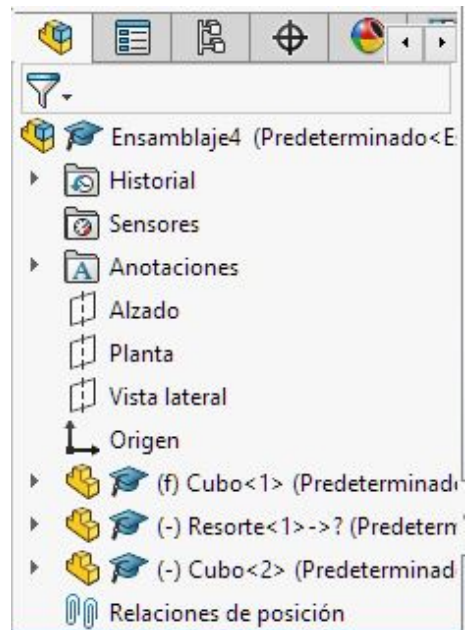 Ensamblaje4 (Predeterminado<E
Historial
Sensores
A Anotaciones
Alzado
Planta
Vista lateral
Origen
(f) Cubo<1> (Predeterminad
(-) Resorte<1>->? (Predetern
(-) Cubo<2> (Predeterminad
Relaciones de posición